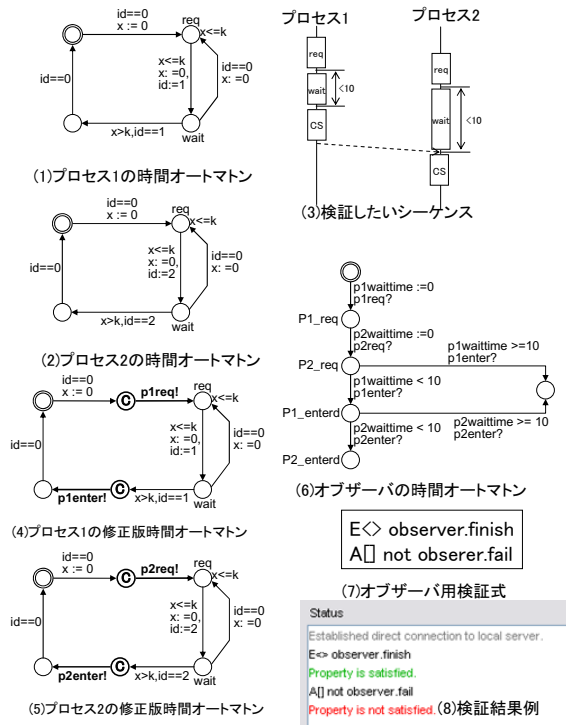 id==0
x := 0
req
x<=k
id==0
x<=k
x: =0,
id:=1
id==0
x: =0
x>k,id==1
wait
(1)プロセス1の時間オートマトン
id==0
x := 0
req
x<=k
id==0
x<=k
x: =0,
id:=2
id==0
x: =0
x>k,id==2
wait
(2)プロセス2の時間オートマトン
プロセス1
プロセス2
req
wait
<10
CS
req
wait
<10
CS
(3)検証したいシーケンス
id==0
x := 0
C
p1req!
req
x<=k
id==0
x<=k
x: =0,
id:=1
id==0
x: =0
p1enter!
C
x>k,id==1
wait
(4)プロセス1の修正版時間オートマトン
id==0
x := 0
C
p2req!
req
x<=k
id==0
x<=k
x: =0,
id:=2
id==0
x: =0
p2enter!
C
x>k,id==2
wait
(5)プロセス2の修正版時間オートマトン
p1waittime :=0
p1req?
P1_req
p2waittime :=0
p2req?
P2_req
p1waittime >=10
p1enter?
p1waittime < 10
p1enter?
P1_enterd
p2waittime < 10
p2enter?
p2waittime >= 10
p2enter?
P2_enterd
(6)オブザーバの時間オートマトン
E<> observer.finish
A[] not obserer.fail
(7)オブザーバ用検証式
Status
Established direct connection to local server.
E<> observer.finish
Property is satisfied.
A[] not observer.fail
Property is not satisfied.
(8)検証結果例